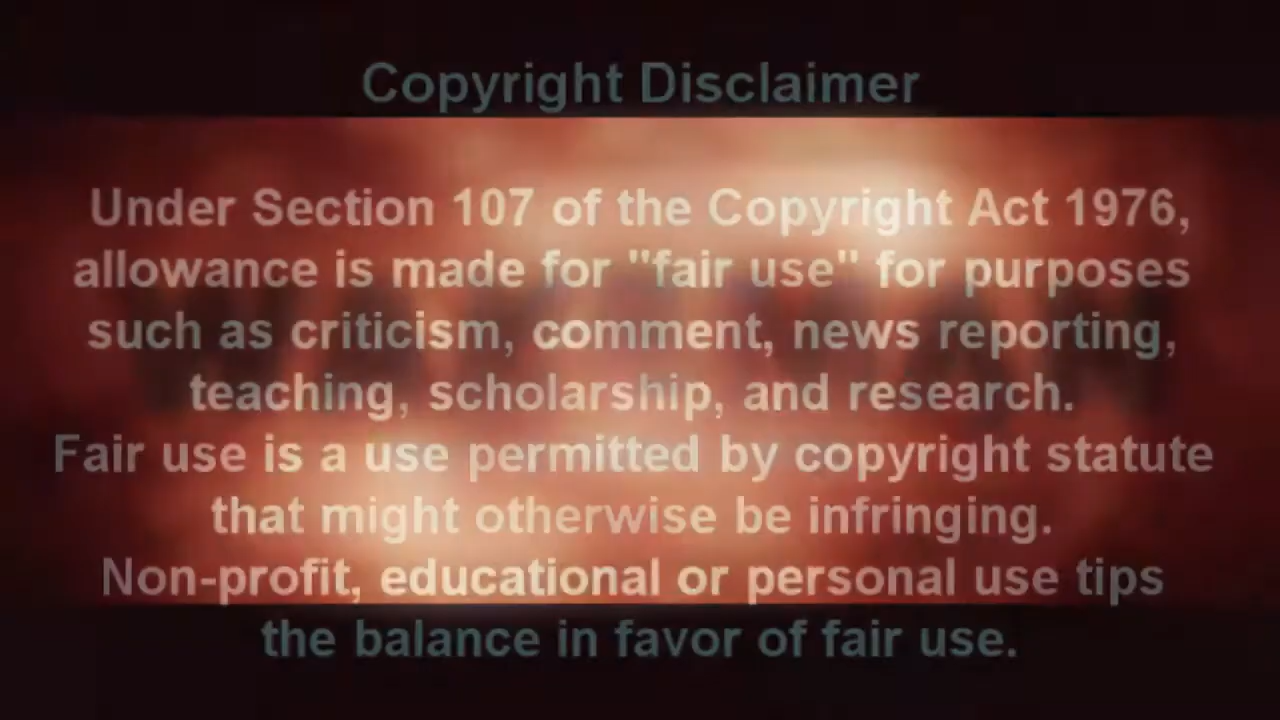 Copyright Disclaimer
Under Section 107 of the Copyright Act 1976,
allowance is made for "fair use" for purposes
such as criticism, comment, news reporting,
teaching, scholarship, and research.
Fair use is a use permitted by copyright statute
that might otherwise be infringing.
Non-profit, educational or personal use tips
the balance in favor of fair use.